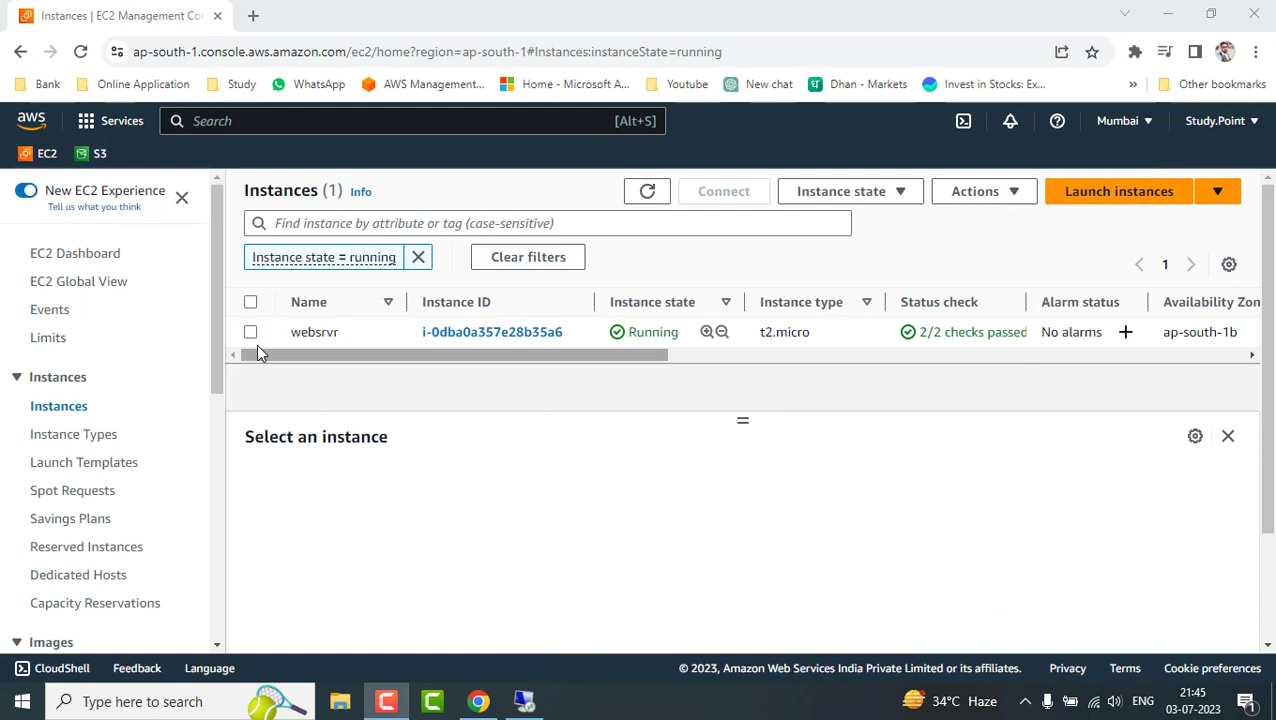 Instances | EC2 Management Con
ap-south-1.console.aws.amazon.com/ec2/home?region=ap-south-1#Instances:instanceState=running
Bank
Online Application
Study
WhatsApp
AWS Management...
Home - Microsoft A...
Youtube
New chat
Dhan - Markets
Invest in Stocks: Ex...
»
Other bookmarks
aws
Services
Search
[Alt+S]
Mumbai
Study.Point
EC2
S3
New EC2 Experience
Tell us what you think
EC2 Dashboard
EC2 Global View
Events
Limits
Instances
Instances
Instance Types
Launch Templates
Spot Requests
Savings Plans
Reserved Instances
Dedicated Hosts
Capacity Reservations
Images
Instances (1) Info
Connect
Instance state
Actions
Launch instances
Find instance by attribute or tag (case-sensitive)
Instance state = running
Clear filters
1
Name
Instance ID
Instance state
Instance type
Status check
Alarm status
Availability Zon
websrvr
i-0dba0a357e28b35a6
Running
t2.micro
2/2 checks passed
No alarms
ap-south-1b
Select an instance
CloudShell
Feedback
Language
© 2023, Amazon Web Services India Private Limited or its affiliates.
Privacy
Terms
Cookie preferences
Type here to search
34°C Haze
ENG
21:45
03-07-2023
1